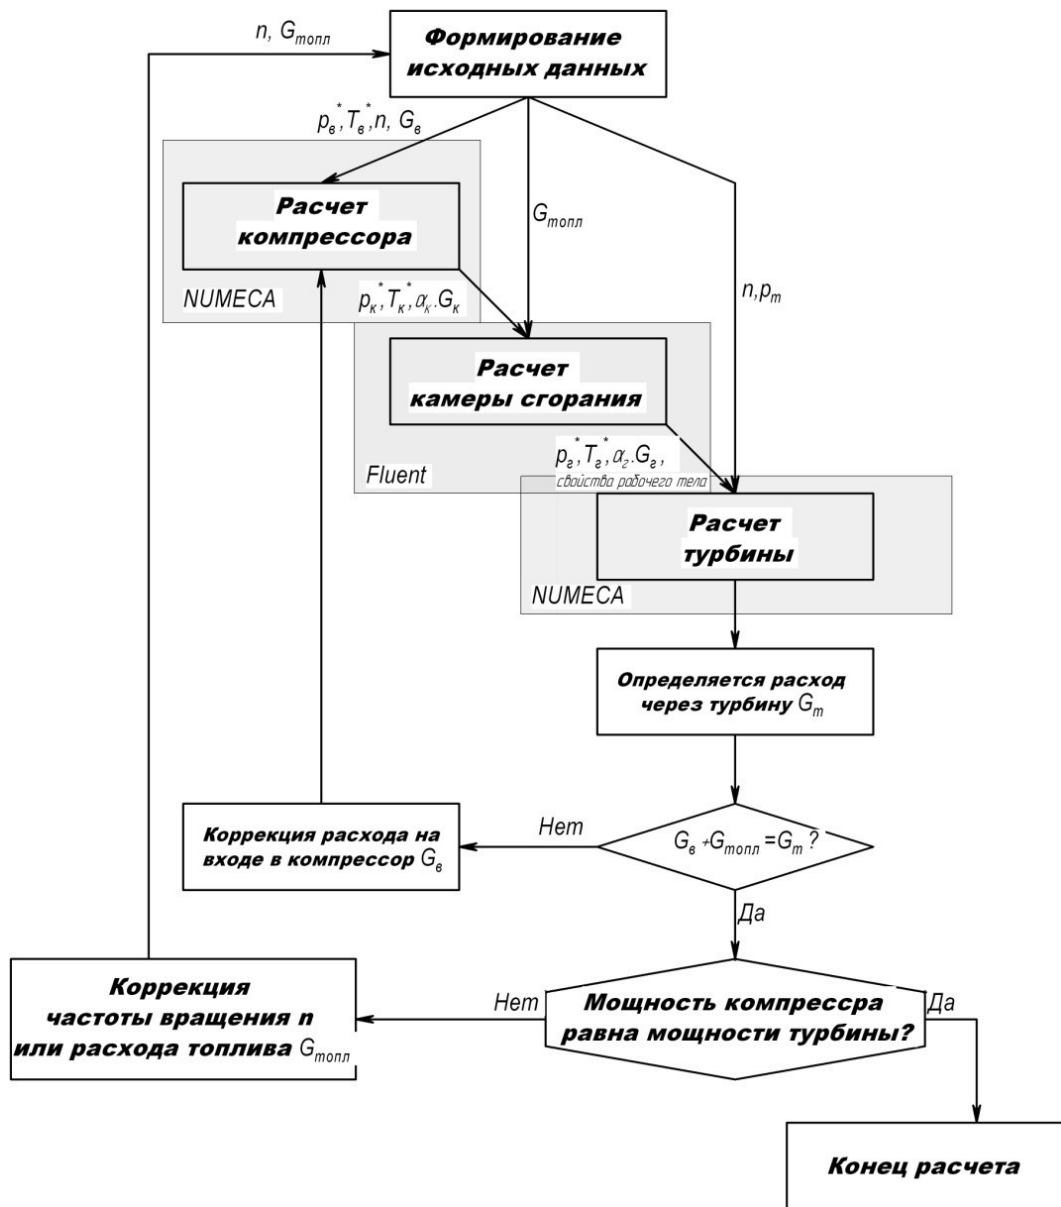 n, Gтопл
Формирование
исходных данных
pв*, Tв*, n, Gв
Расчет
компрессора
NUMECA
Gтопл
n,pт
pк*, Tк*, αк. Gк
Расчет
камеры сгорания
Fluent
pг*, Tг*, αг. Gг,
свойства рабочего тела
Расчет
турбины
NUMECA
Определяется расход
через турбину Gт
Нет
Gв +Gтопл =Gт ?
Коррекция расхода на
входе в компрессор Gв
Да
Коррекция
частоты вращения n
или расхода топлива Gтопл
Нет
Мощность компрессра
равна мощности турбины?
Да
Конец расчета